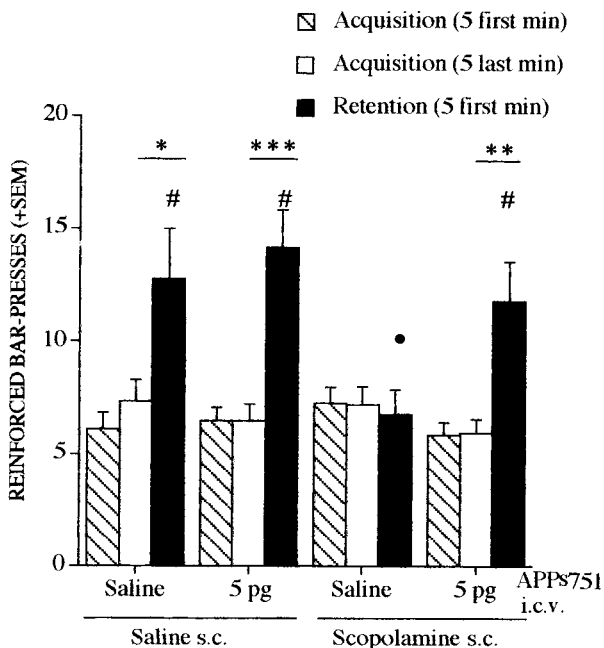 Acquisition (5 first min)
Acquisition (5 last min)
Retention (5 first min)
REINFORCED BAR-PRESSES (+SEM)
20
15
10
5
0
*
#
***
#
**
#
Saline
5 pg
Saline
5 pg
APPs751
i.c.v.
Saline s.c.
Scopolamine s.c.